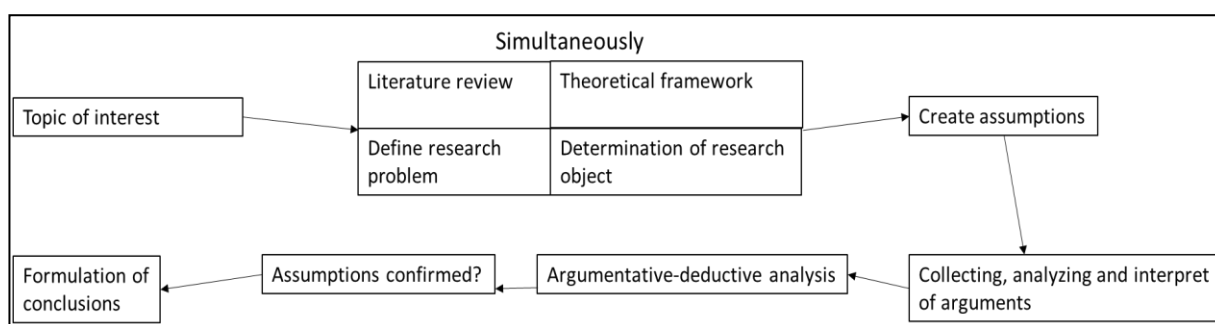 Simultaneously
Literature review
Theoretical framework
Topic of interest
Create assumptions
Define research
problem
Determination of research
object
Formulation of
conclusions
Assumptions confirmed?
Argumentative-deductive analysis
Collecting, analyzing and interpret
of arguments